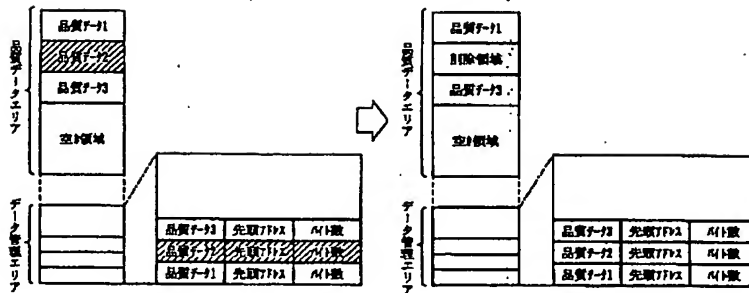 品質データエリア
品質データ1
品質データ2
品質データ3
空き領域
データ管理エリア
品質データ3 先頭アドレス バイト数
品質データ2 先頭アドレス バイト数
品質データ1 先頭アドレス バイト数
品質データエリア
品質データ1
削除領域
品質データ3
空き領域
データ管理エリア
品質データ3 先頭アドレス バイト数
品質データ2 先頭アドレス バイト数
品質データ1 先頭アドレス バイト数